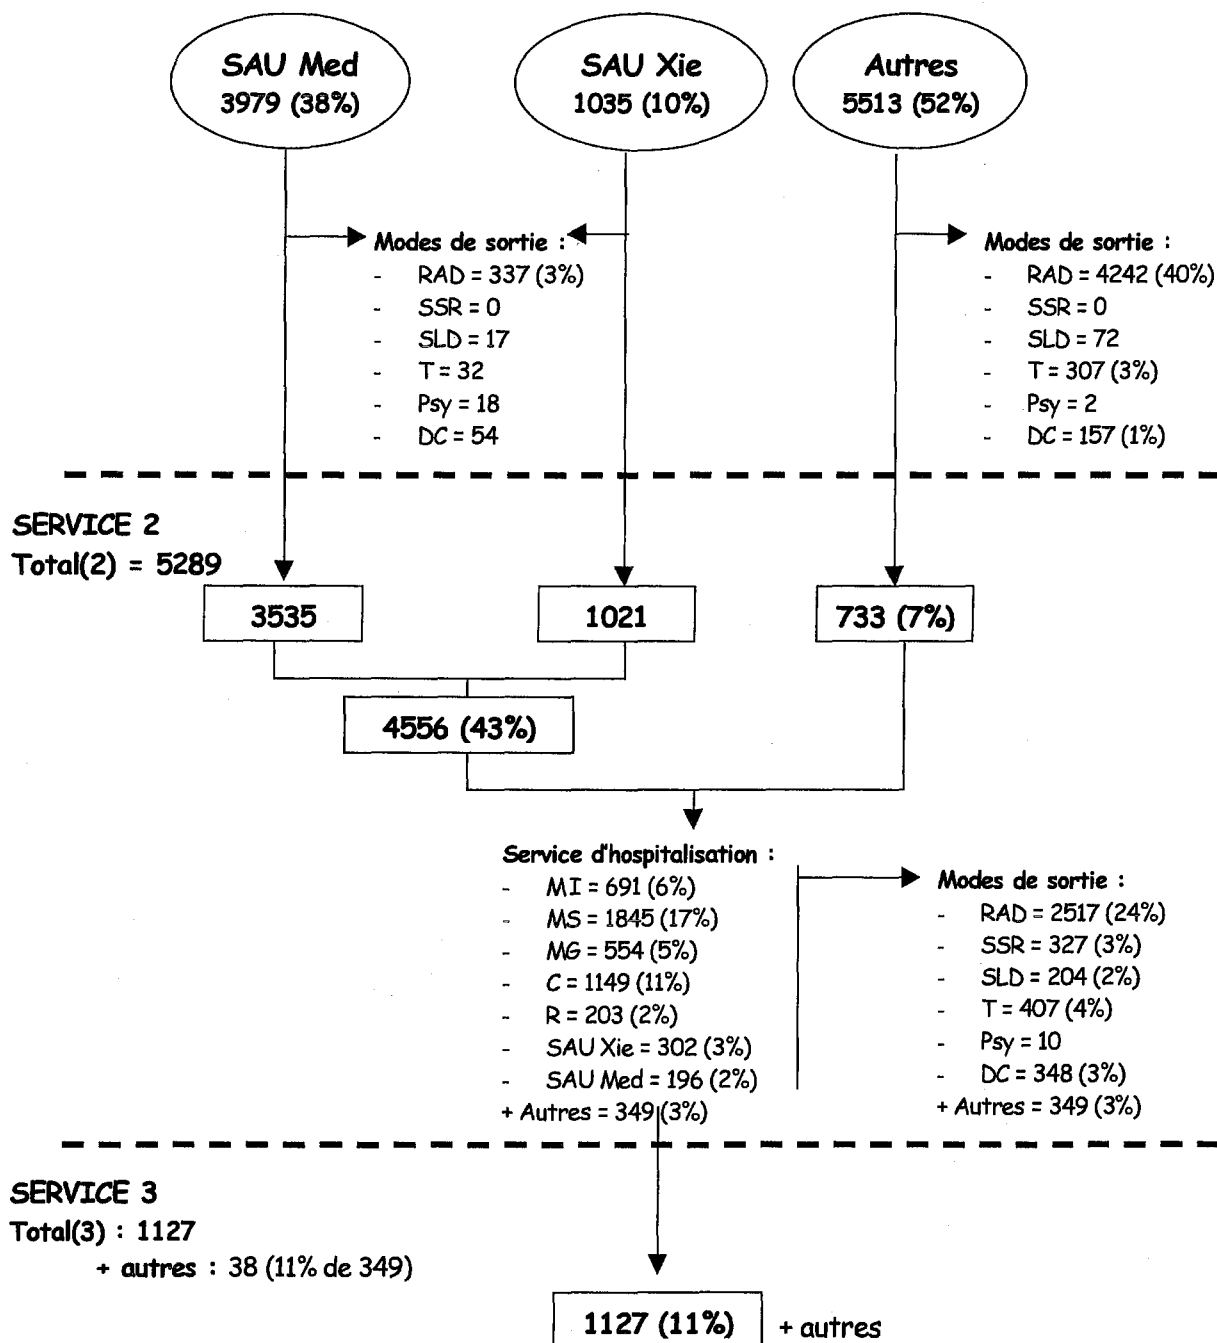 SAU Med
3979 (38%)
SAU Xie
1035 (10%)
Autres
5513 (52%)
Modes de sortie :
- RAD = 337 (3%)
- SSR = 0
- SLD = 17
- T = 32
- Psy = 18
- DC = 54
Modes de sortie :
- RAD = 4242 (40%)
- SSR = 0
- SLD = 72
- T = 307 (3%)
- Psy = 2
- DC = 157 (1%)
SERVICE 2
Total(2) = 5289
3535
1021
733 (7%)
4556 (43%)
Service d'hospitalisation :
- MI = 691 (6%)
- MS = 1845 (17%)
- MG = 554 (5%)
- C = 1149 (11%)
- R = 203 (2%)
- SAU Xie = 302 (3%)
- SAU Med = 196 (2%)
+ Autres = 349 (3%)
Modes de sortie :
- RAD = 2517 (24%)
- SSR = 327 (3%)
- SLD = 204 (2%)
- T = 407 (4%)
- Psy = 10
- DC = 348 (3%)
+ Autres = 349 (3%)
SERVICE 3
Total(3) : 1127
+ autres : 38 (11% de 349)
1127 (11%)
+ autres